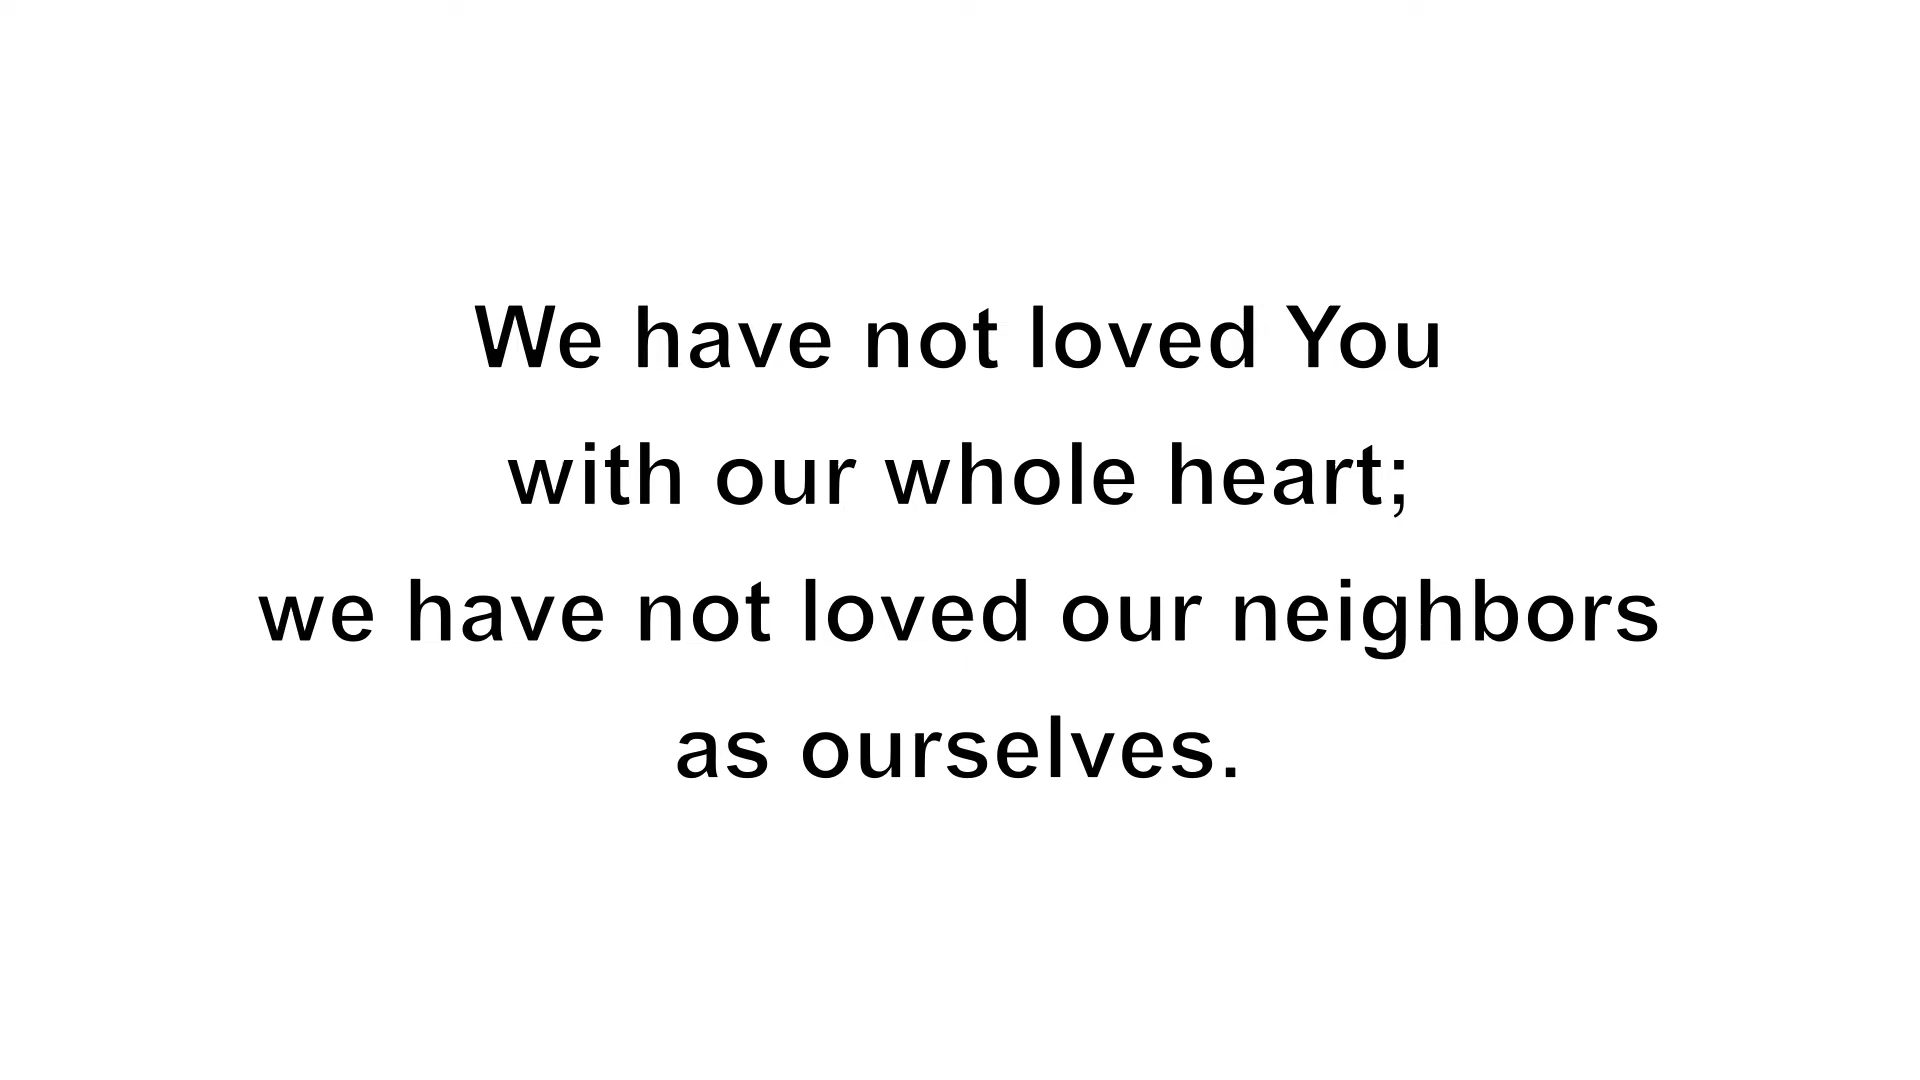 We have not loved You
with our whole heart;
we have not loved our neighbors
as ourselves.